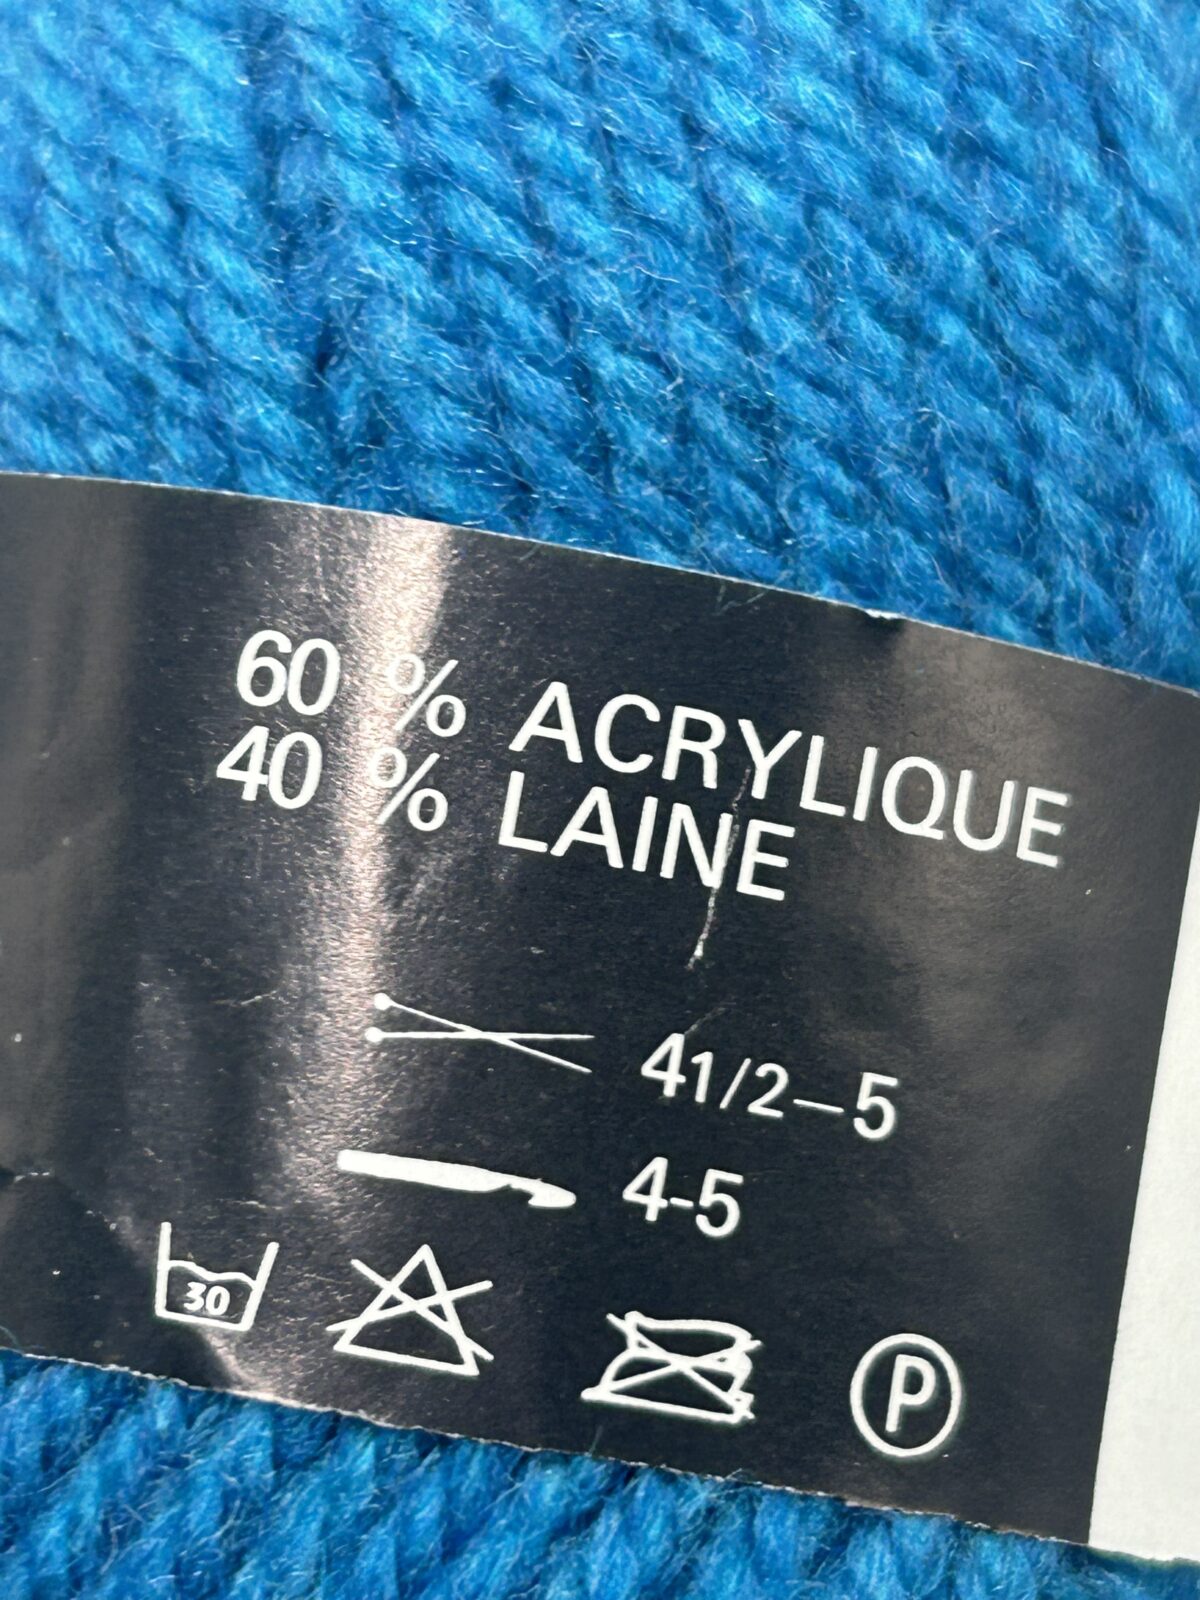 60 % ACRYLIQUE
40 % LAINE
41/2–5
4-5
30
P